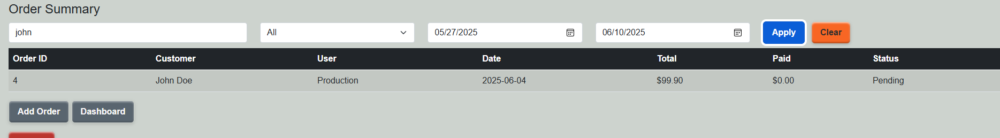 Order Summary
john All 05/27/2025 06/10/2025 Apply Clear
Order ID Customer User Date Total Paid Status
4 John Doe Production 2025-06-04 $99.90 $0.00 Pending
Add Order Dashboard